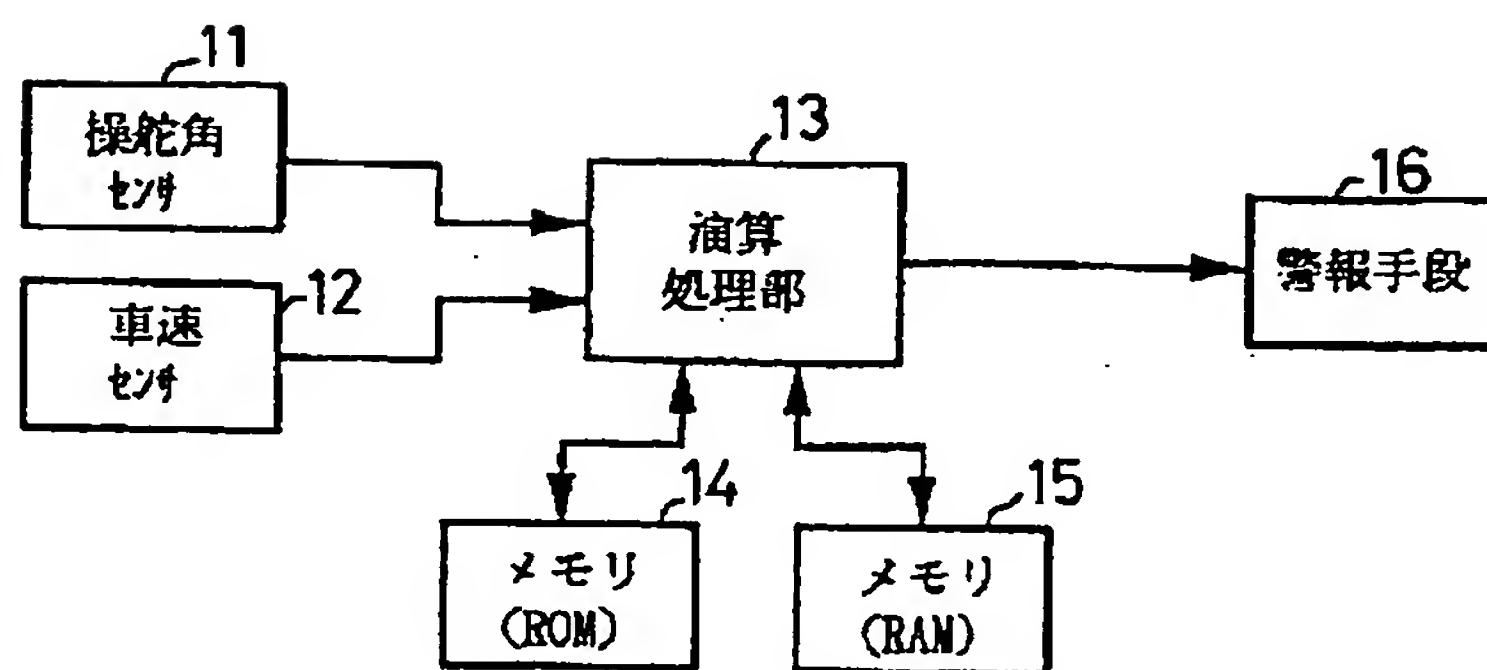 11
操舵角
センサ
12
車速
センサ
13
演算
処理部
14
メモリ
(ROM)
15
メモリ
(RAM)
16
警報手段